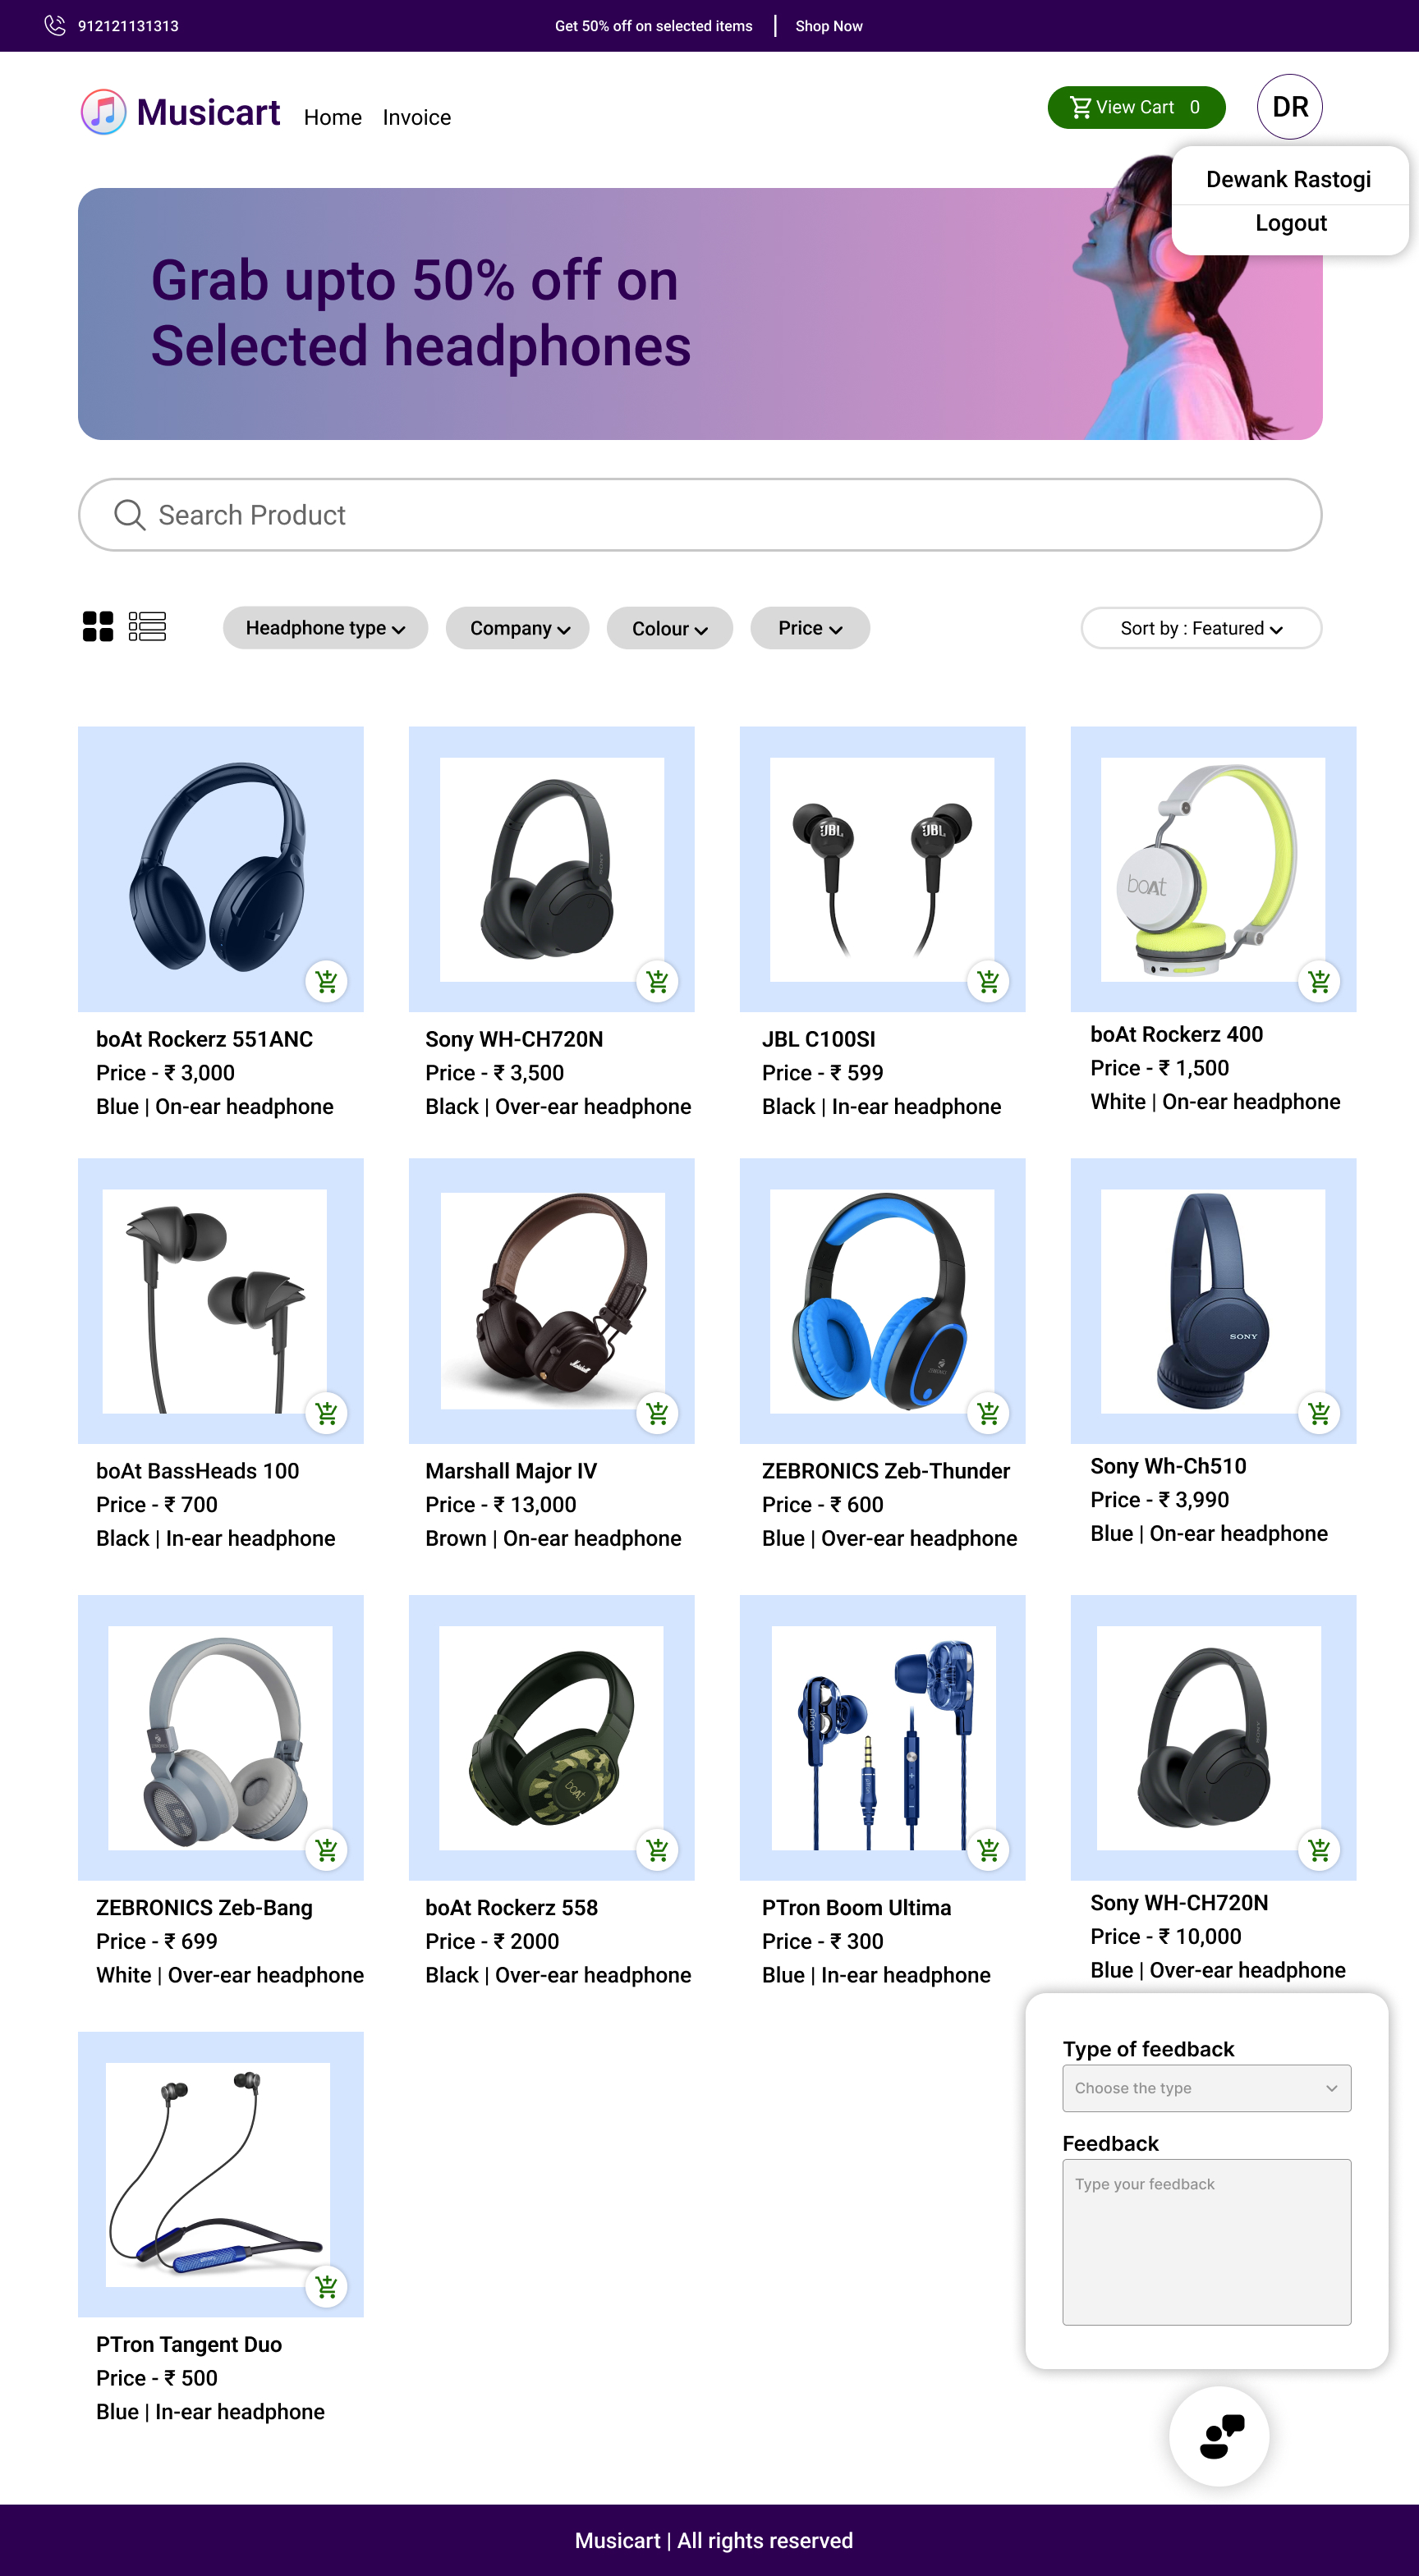 912121131313
Get 50% off on selected items | Shop Now
Musicart Home Invoice
View Cart 0
DR
Dewank Rastogi
Logout
Grab upto 50% off on
Selected headphones
Search Product
Headphone type
Company
Colour
Price
Sort by : Featured
JBL JBL
boAt
boAt Rockerz 551ANC
Price - ₹ 3,000
Blue | On-ear headphone
Sony WH-CH720N
Price - ₹ 3,500
Black | Over-ear headphone
JBL C100SI
Price - ₹ 599
Black | In-ear headphone
boAt Rockerz 400
Price - ₹ 1,500
White | On-ear headphone
Marshall
SONY
boAt BassHeads 100
Price - ₹ 700
Black | In-ear headphone
Marshall Major IV
Price - ₹ 13,000
Brown | On-ear headphone
ZEBRONICS Zeb-Thunder
Price - ₹ 600
Blue | Over-ear headphone
Sony Wh-Ch510
Price - ₹ 3,990
Blue | On-ear headphone
boAt
PTron
ZEBRONICS Zeb-Bang
Price - ₹ 699
White | Over-ear headphone
boAt Rockerz 558
Price - ₹ 2000
Black | Over-ear headphone
PTron Boom Ultima
Price - ₹ 300
Blue | In-ear headphone
Sony WH-CH720N
Price - ₹ 10,000
Blue | Over-ear headphone
PTron Tangent Duo
Price - ₹ 500
Blue | In-ear headphone
Type of feedback
Choose the type
Feedback
Type your feedback
Musicart | All rights reserved